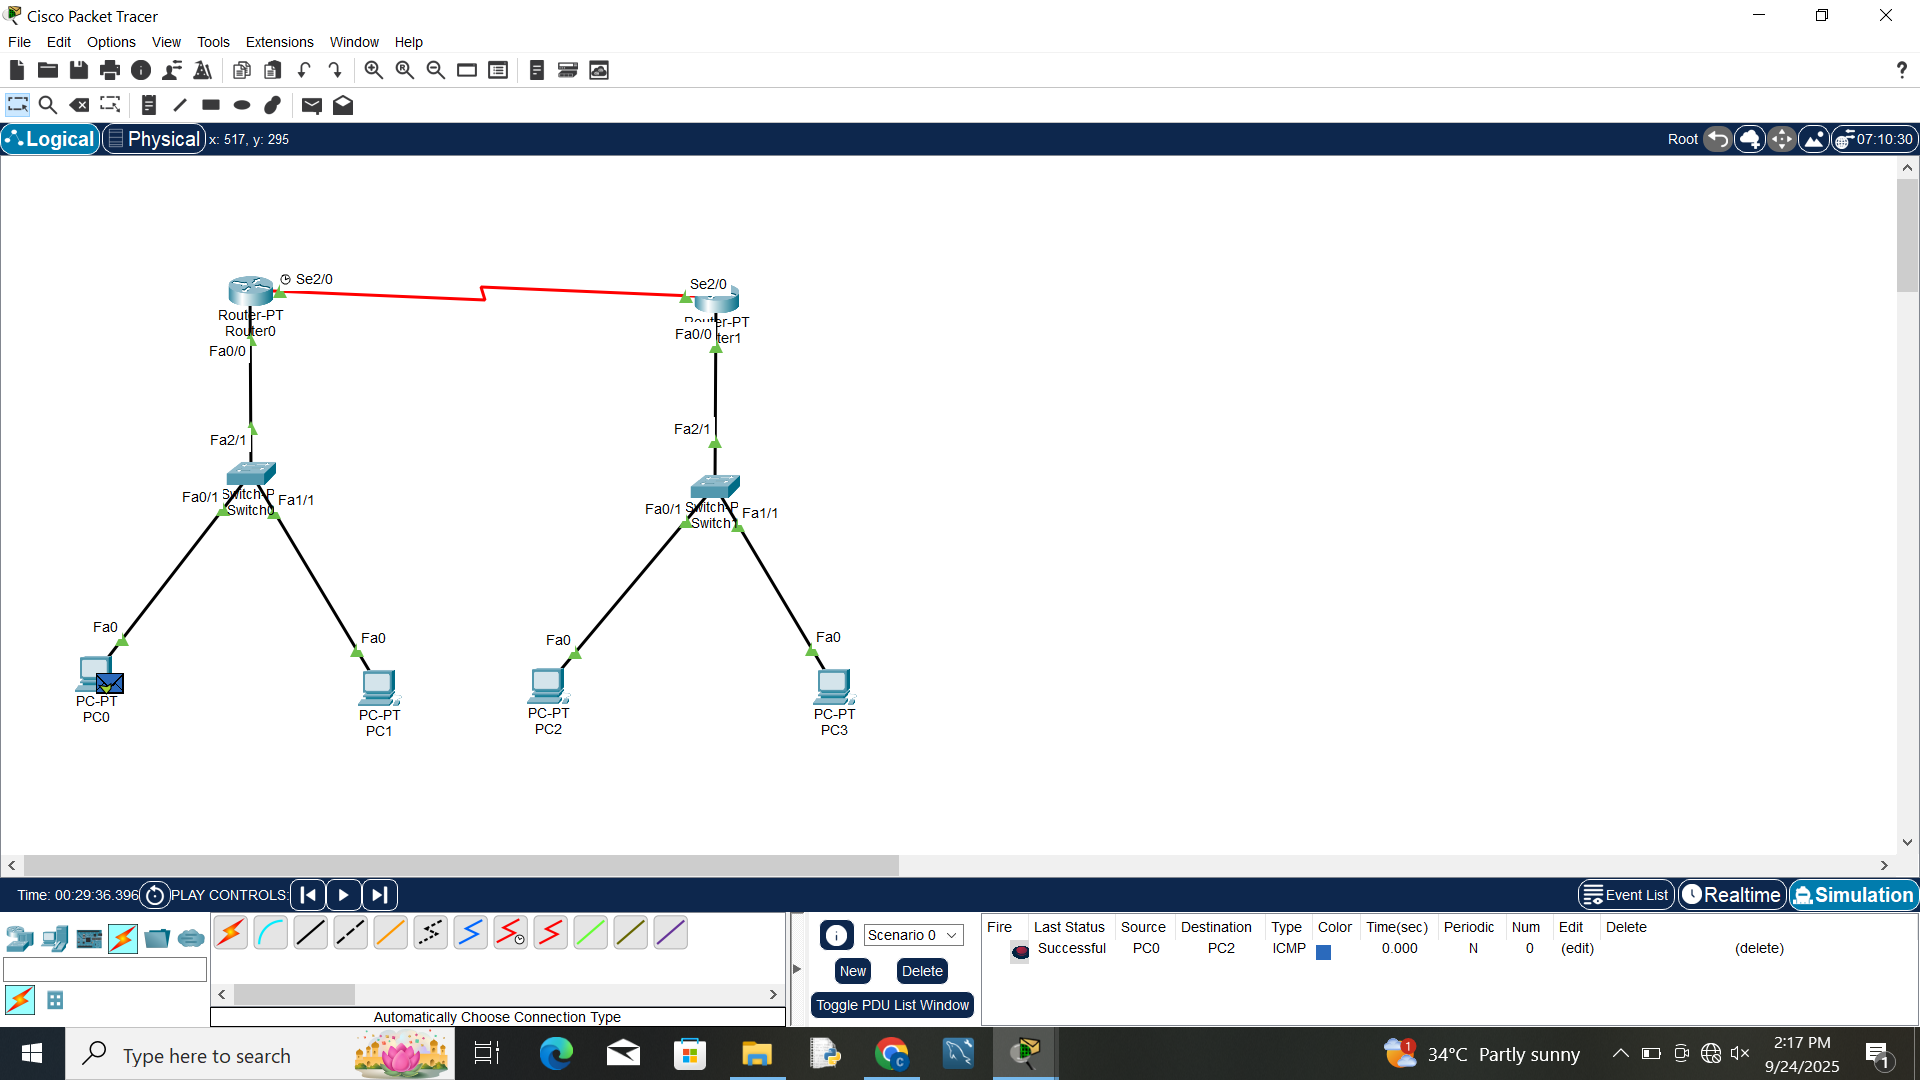 Cisco Packet Tracer
File Edit Options View Tools Extensions Window Help
?
Logical Physical x: 517, y: 295 Root 07:10:30
Se2/0 Se2/0
Router-PT
Router0
Router-PT
Fa0/0 ter1
Fa0/0
Fa2/1
Fa2/1
Fa0/1 Switch-P Fa1/1
Switch0
Fa0/1 Switch-P Fa1/1
Switch1
Fa0 Fa0 Fa0 Fa0
PC-PT
PC0
PC-PT
PC1
PC-PT
PC2
PC-PT
PC3
Time: 00:29:36.396 PLAY CONTROLS: Event List Realtime Simulation
Scenario 0
New Delete
Toggle PDU List Window
Fire Last Status Source Destination Type Color Time(sec) Periodic Num Edit Delete
Successful PC0 PC2 ICMP 0.000 N 0 (edit) (delete)
Automatically Choose Connection Type
Type here to search
1
34°C Partly sunny
2:17 PM
9/24/2025
1